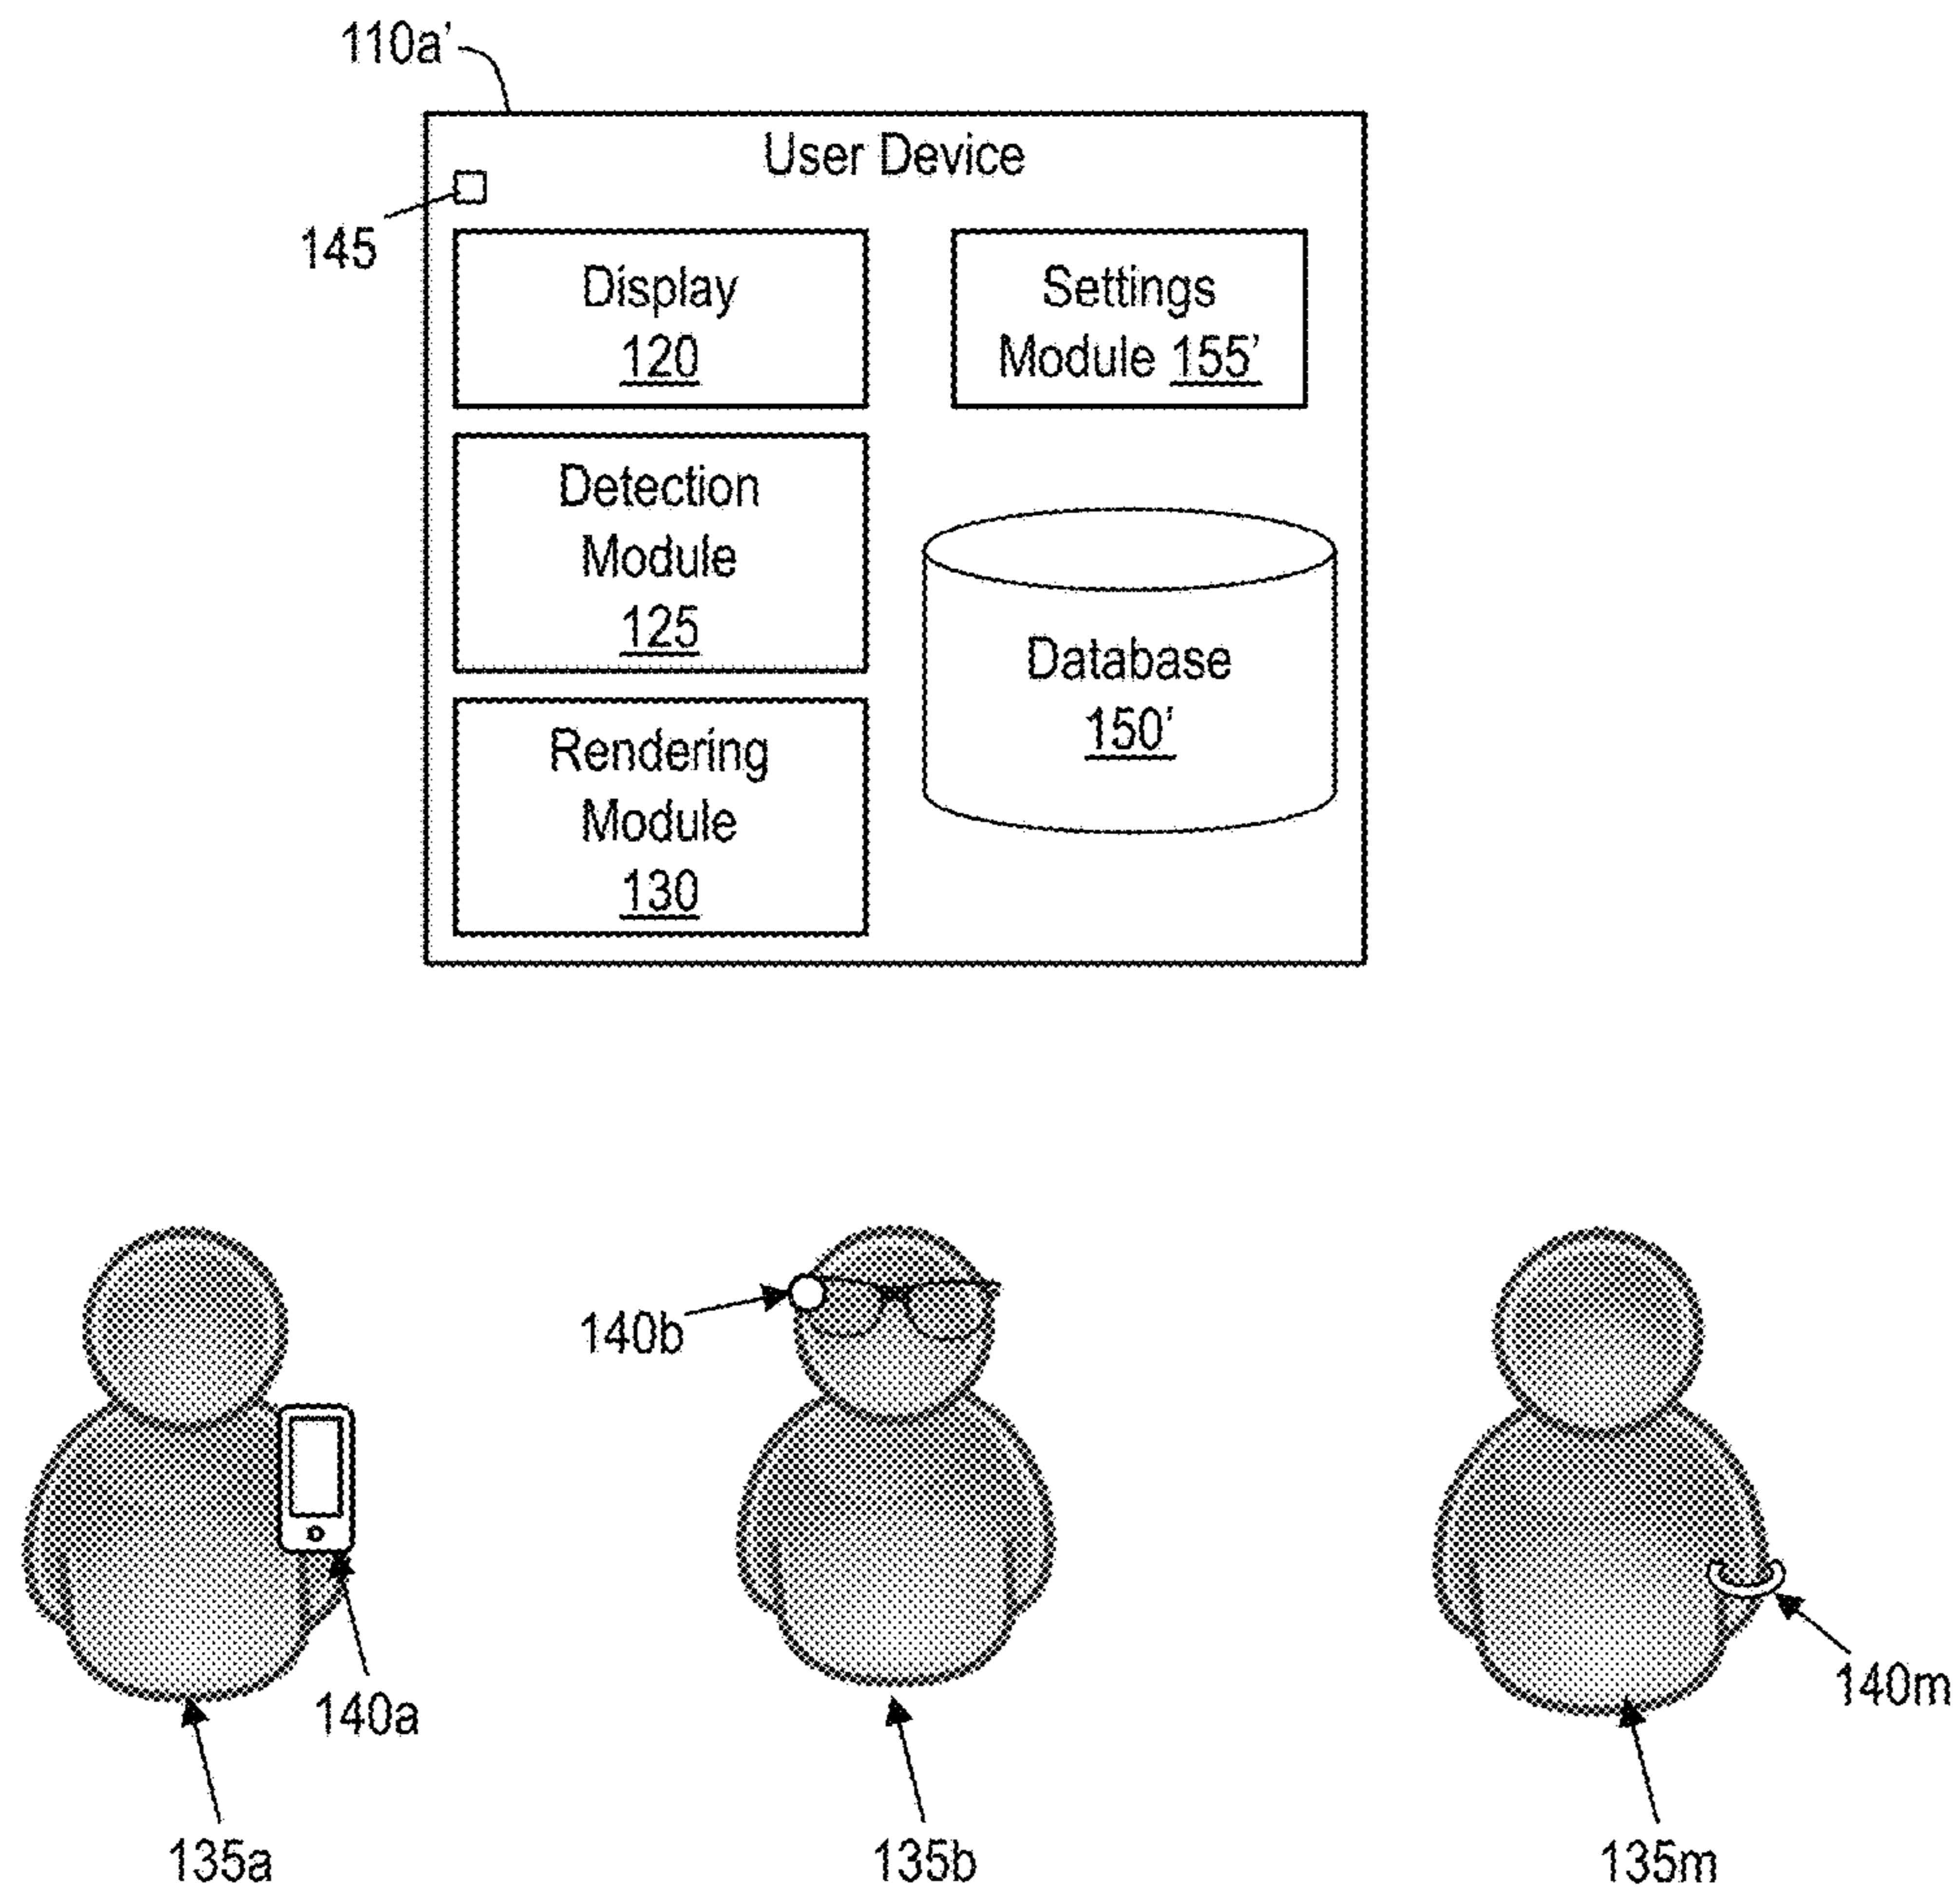 110a’
User Device
145
Display
120
Settings
Module 155’
Detection
Module
125
Database
150’
Rendering
Module
130
140b
140a
140m
135a
135b
135m